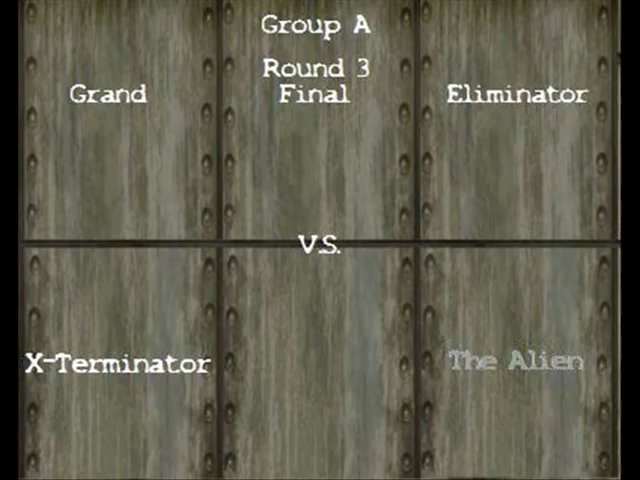 Group A
Round 3
Grand Final Eliminator
V.S.
X-Terminator The Alien